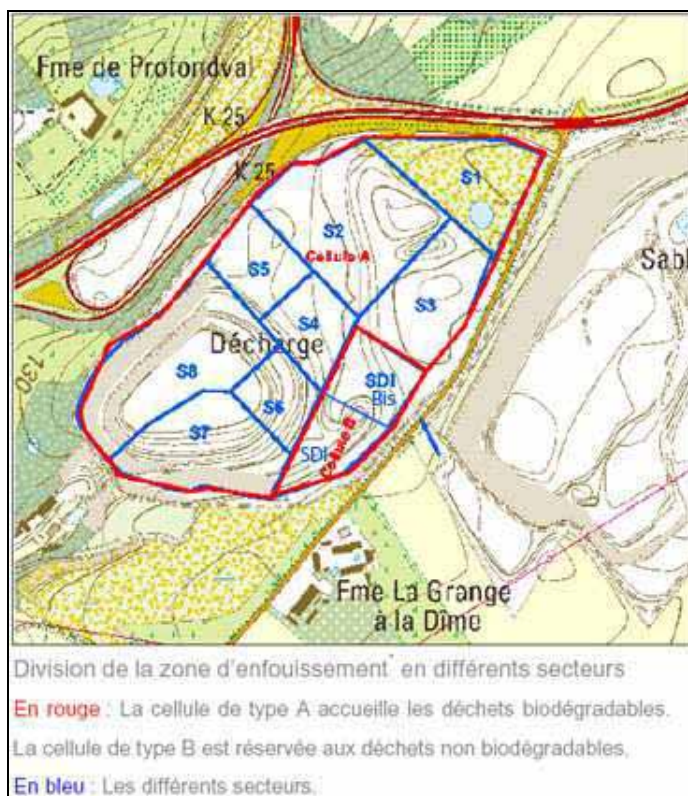 Fme de Profondval
K 25
K 25
S1
S2
Cellule A
Sabl
S5
S3
S4
Décharge
130
S8
SDI
Bis
S6
S7
SDI
Cellule B
Fme La Grange
à la Dîme
Division de la zone d'enfouissement en différents secteurs
En rouge : La cellule de type A accueille les déchets biodégradables.
La cellule de type B est réservée aux déchets non biodégradables.
En bleu : Les différents secteurs.